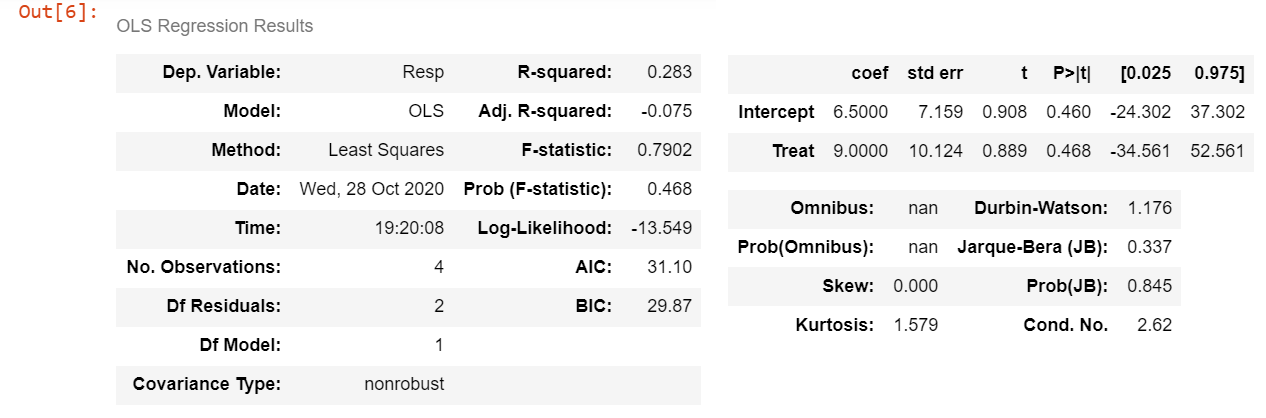 Out[6]:
OLS Regression Results
Dep. Variable: Resp R-squared: 0.283
Model: OLS Adj. R-squared: -0.075
Method: Least Squares F-statistic: 0.7902
Date: Wed, 28 Oct 2020 Prob (F-statistic): 0.468
Time: 19:20:08 Log-Likelihood: -13.549
No. Observations: 4 AIC: 31.10
Df Residuals: 2 BIC: 29.87
Df Model: 1
Covariance Type: nonrobust
coef std err t P>|t| [0.025 0.975]
Intercept 6.5000 7.159 0.908 0.460 -24.302 37.302
Treat 9.0000 10.124 0.889 0.468 -34.561 52.561
Omnibus: nan Durbin-Watson: 1.176
Prob(Omnibus): nan Jarque-Bera (JB): 0.337
Skew: 0.000 Prob(JB): 0.845
Kurtosis: 1.579 Cond. No. 2.62